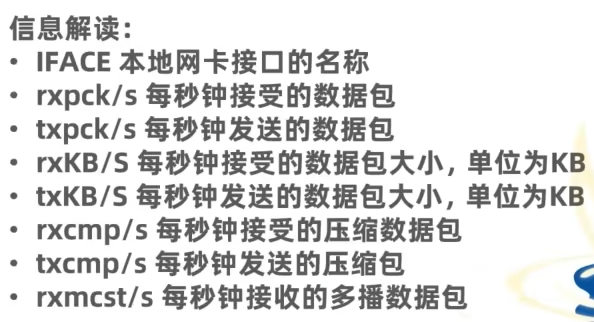 信息解读：
• IFACE 本地网卡接口的名称
• rxpck/s 每秒钟接受的数据包
• txpck/s 每秒钟发送的数据包
• rxKB/S 每秒钟接受的数据包大小，单位为KB
• txKB/S 每秒钟发送的数据包大小，单位为KB
• rxcmp/s 每秒钟接受的压缩数据包
• txcmp/s 每秒钟发送的压缩包
• rxmcst/s 每秒钟接收的多播数据包